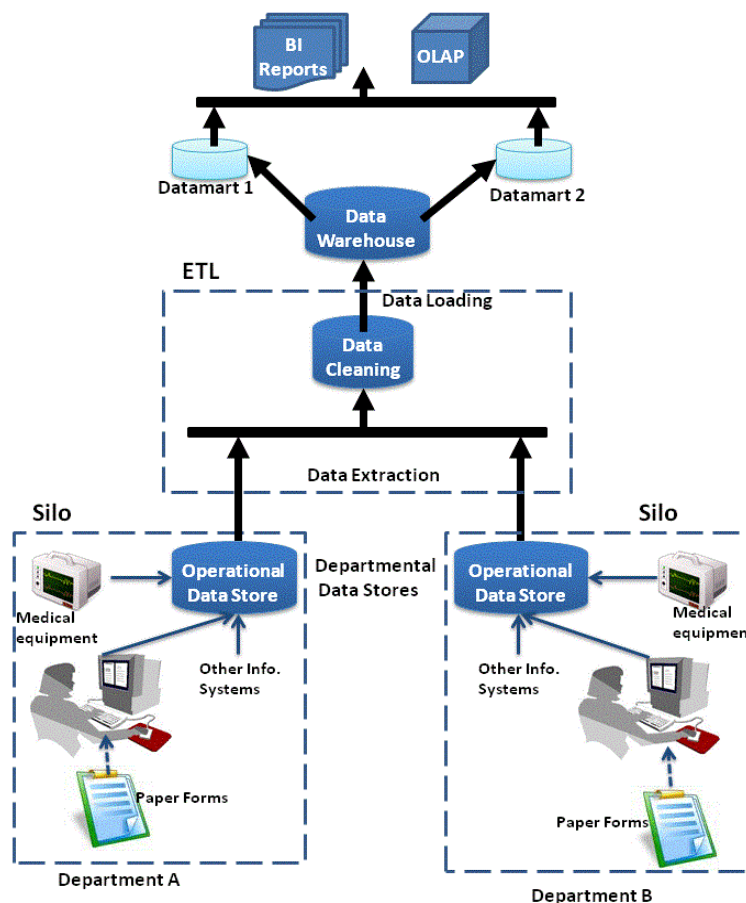 BI
Reports
OLAP
Datamart 1
Datamart 2
Data
Warehouse
ETL
Data Loading
Data
Cleaning
Data Extraction
Silo
Silo
Operational
Data Store
Departmental
Data Stores
Operational
Data Store
Medical
equipment
Medical
equipment
Other Info.
Systems
Other Info.
Systems
Paper Forms
Paper Forms
Department A
Department B